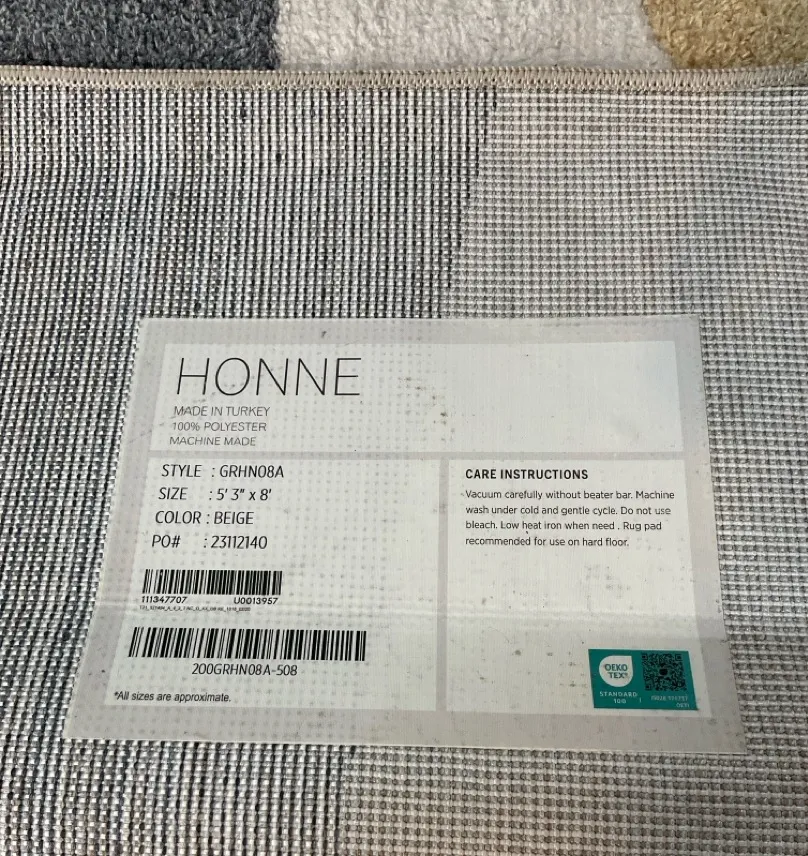 HONNE
MADE IN TURKEY
100% POLYESTER
MACHINE MADE
STYLE : GRHN08A
SIZE : 5' 3" x 8'
COLOR : BEIGE
PO# : 23112140
111347707 U0013957
200GRHN08A-508
*All sizes are approximate.
CARE INSTRUCTIONS
Vacuum carefully without beater bar. Machine
wash under cold and gentle cycle. Do not use
bleach. Low heat iron when need . Rug pad
recommended for use on hard floor.
OEKO
TEX®
STANDARD
100